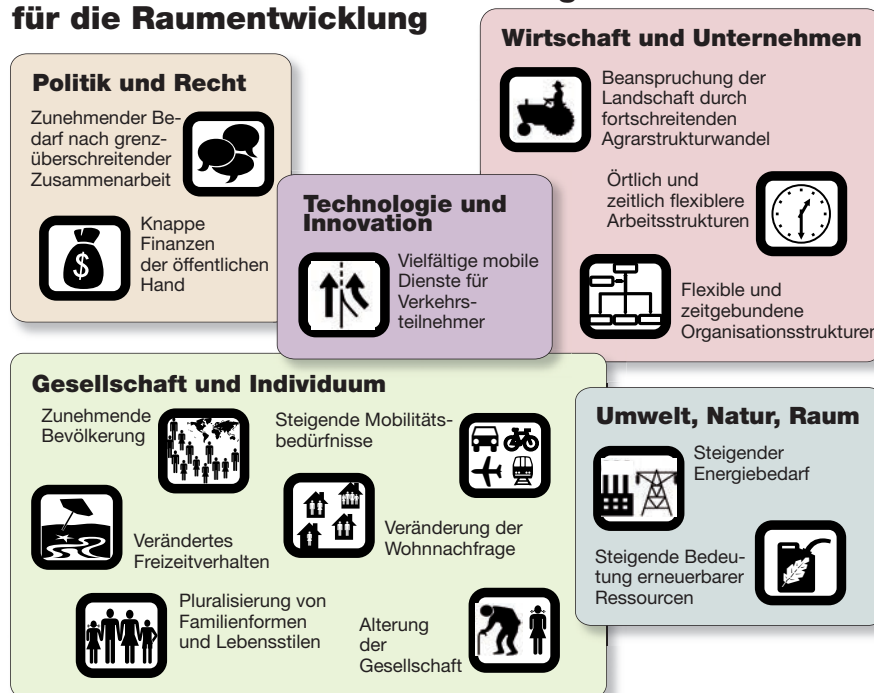 für die Raumentwicklung
Politik und Recht
Zunehmender Be-
darf nach grenz-
überschreitender
Zusammenarbeit
$
Knappe
Finanzen
der öffentlichen
Hand
Technologie und
Innovation
Vielfältige mobile
Dienste für
Verkehrs-
teilnehmer
Wirtschaft und Unternehmen
Beanspruchung der
Landschaft durch
fortschreitenden
Agrarstrukturwandel
Örtlich und
zeitlich flexiblere
Arbeitsstrukturen
Flexible und
zeitgebundene
Organisationsstrukturen
Gesellschaft und Individuum
Zunehmende
Bevölkerung
Steigende Mobilitäts-
bedürfnisse
Verändertes
Freizeitverhalten
Veränderung der
Wohnnachfrage
Pluralisierung von
Familienformen
und Lebensstilen
Alterung
der
Gesellschaft
Umwelt, Natur, Raum
Steigender
Energiebedarf
Steigende Bedeu-
tung erneuerbarer
Ressourcen